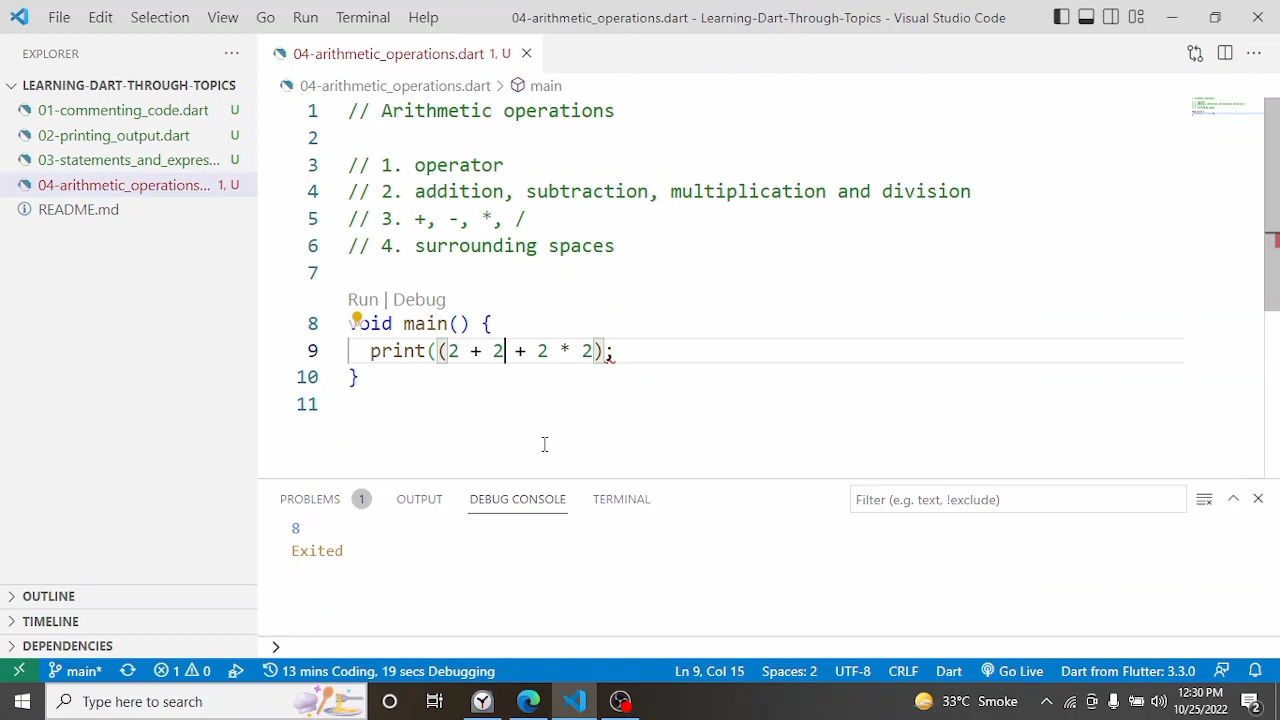 File Edit Selection View Go Run Terminal Help 04-arithmetic_operations.dart - Learning-Dart-Through-Topics - Visual Studio Code
EXPLORER
LEARNING-DART-THROUGH-TOPICS
01-commenting_code.dart U
02-printing_output.dart U
03-statements_and_expres... U
04-arithmetic_operations... 1, U
README.md
OUTLINE
TIMELINE
DEPENDENCIES
04-arithmetic_operations.dart 1, U
04-arithmetic_operations.dart > main
1 // Arithmetic operations
2
3 // 1. operator
4 // 2. addition, subtraction, multiplication and division
5 // 3. +, -, *, /
6 // 4. surrounding spaces
7
Run | Debug
8 void main() {
9 print((2 + 2 + 2 * 2);
10 }
11
PROBLEMS 1 OUTPUT DEBUG CONSOLE TERMINAL Filter (e.g. text, !exclude)
8
Exited
>
main* 1 0 13 mins Coding, 19 secs Debugging Ln 9, Col 15 Spaces: 2 UTF-8 CRLF Dart Go Live Dart from Flutter: 3.3.0
Type here to search 33°C Smoke 12:30 PM
10/25/2022 2